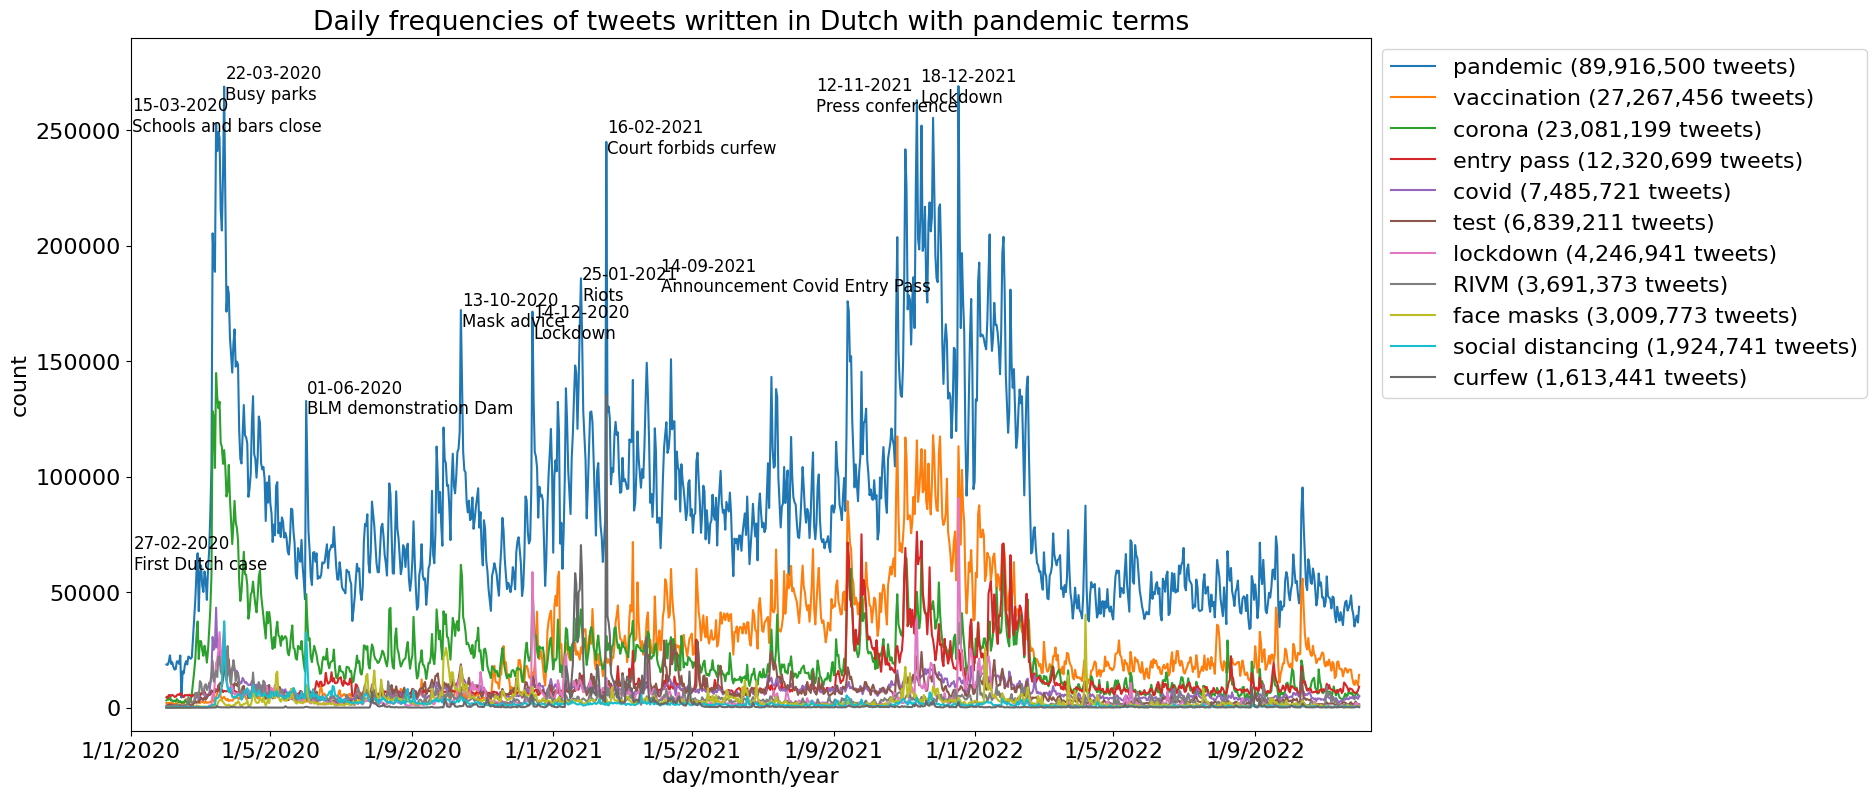 Daily frequencies of tweets written in Dutch with pandemic terms
22-03-2020
Busy parks
15-03-2020
Schools and bars close
16-02-2021
Court forbids curfew
12-11-2021
Press conference
18-12-2021
Lockdown
14-09-2021
Announcement Covid Entry Pass
25-01-2021
Riots
13-10-2020
Mask advice
14-12-2020
Lockdown
01-06-2020
BLM demonstration Dam
27-02-2020
First Dutch case
count
250000
200000
150000
100000
50000
0
1/1/2020
1/5/2020
1/9/2020
1/1/2021
1/5/2021
1/9/2021
1/1/2022
1/5/2022
1/9/2022
day/month/year
pandemic (89,916,500 tweets)
vaccination (27,267,456 tweets)
corona (23,081,199 tweets)
entry pass (12,320,699 tweets)
covid (7,485,721 tweets)
test (6,839,211 tweets)
lockdown (4,246,941 tweets)
RIVM (3,691,373 tweets)
face masks (3,009,773 tweets)
social distancing (1,924,741 tweets)
curfew (1,613,441 tweets)